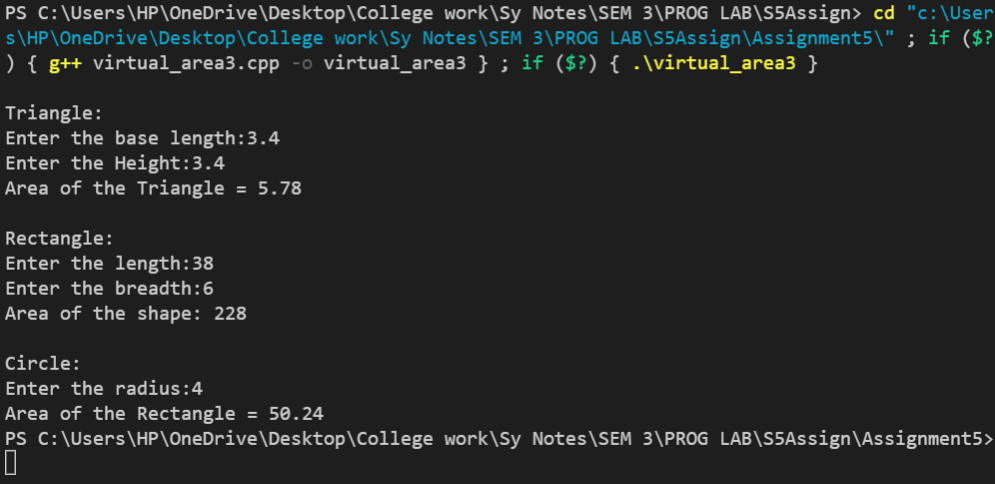 PS C:\Users\HP\OneDrive\Desktop\College work\Sy Notes\SEM 3\PROG LAB\S5Assign> cd "c:\User
s\HP\OneDrive\Desktop\College work\Sy Notes\SEM 3\PROG LAB\S5Assign\Assignment5\" ; if ($?
) { g++ virtual_area3.cpp -o virtual_area3 } ; if ($?) { .\virtual_area3 }
Triangle:
Enter the base length:3.4
Enter the Height:3.4
Area of the Triangle = 5.78
Rectangle:
Enter the length:38
Enter the breadth:6
Area of the shape: 228
Circle:
Enter the radius:4
Area of the Rectangle = 50.24
PS C:\Users\HP\OneDrive\Desktop\College work\Sy Notes\SEM 3\PROG LAB\S5Assign\Assignment5>